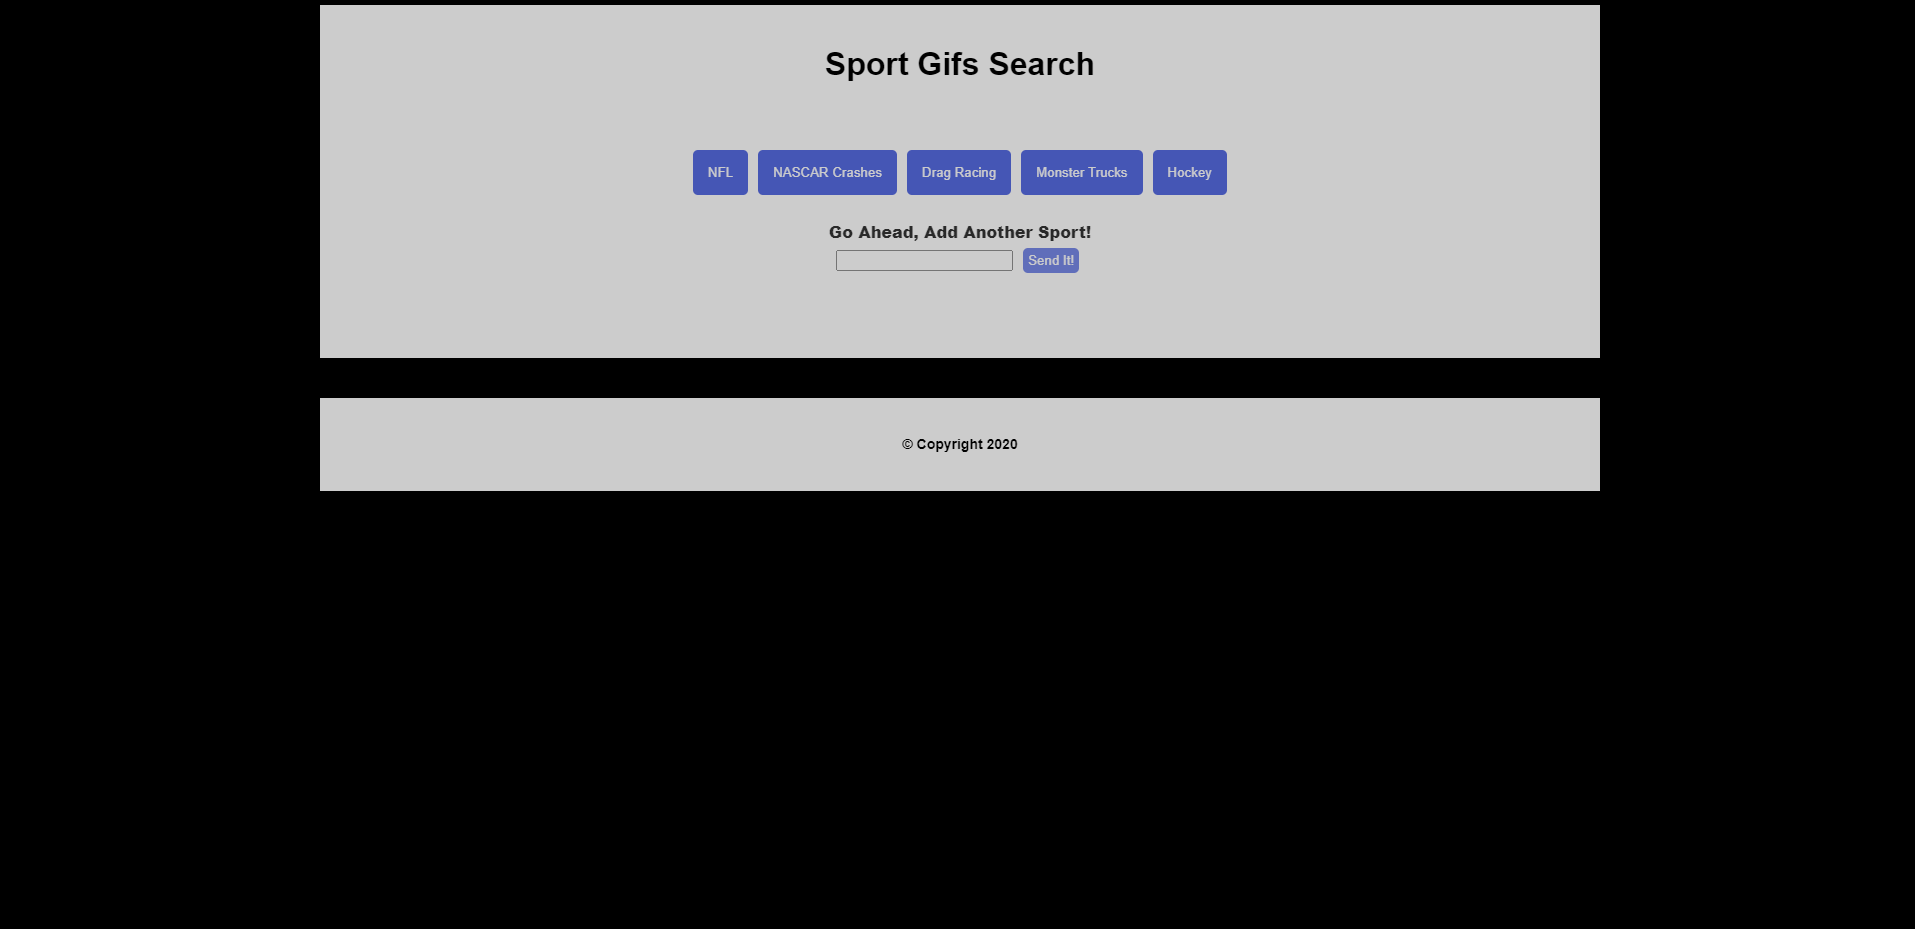 Sport Gifs Search
NFL NASCAR Crashes Drag Racing Monster Trucks Hockey
Go Ahead, Add Another Sport!
Send It!
© Copyright 2020